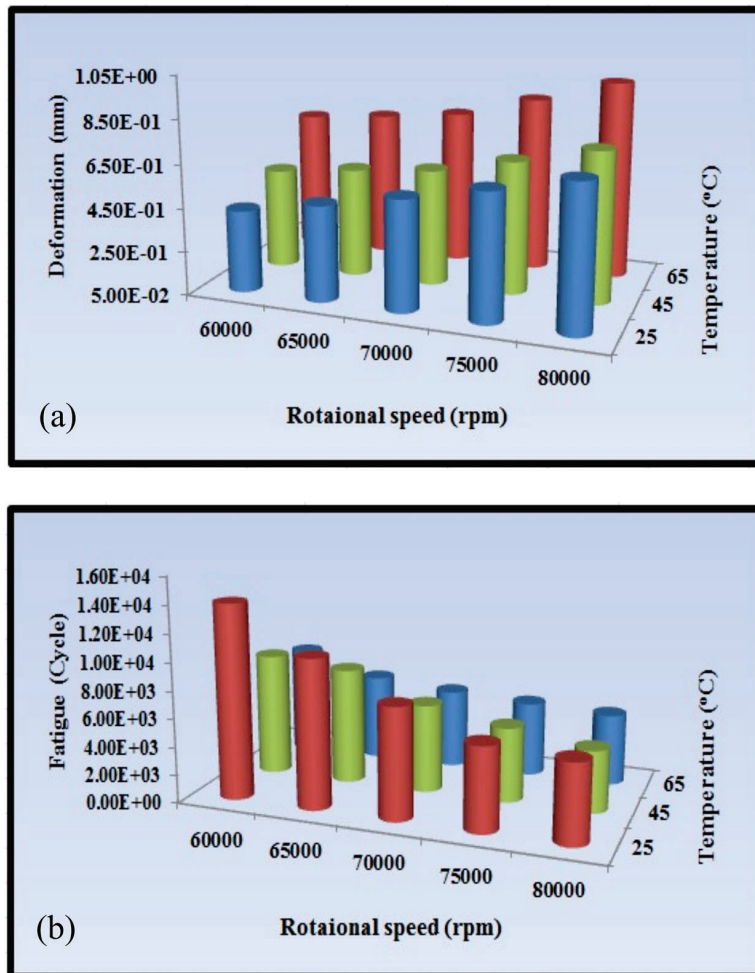 1.05E+00
8.50E-01
6.50E-01
4.50E-01
2.50E-01
5.00E-02
Deformation (mm)
60000
65000
70000
75000
80000
Rotaional speed (rpm)
25
45
65
Temperature (°C)
(a)
1.60E+04
1.40E+04
1.20E+04
1.00E+04
8.00E+03
6.00E+03
4.00E+03
2.00E+03
0.00E+00
Fatigue (Cycle)
60000
65000
70000
75000
80000
Rotaional speed (rpm)
25
45
65
Temperature (°C)
(b)